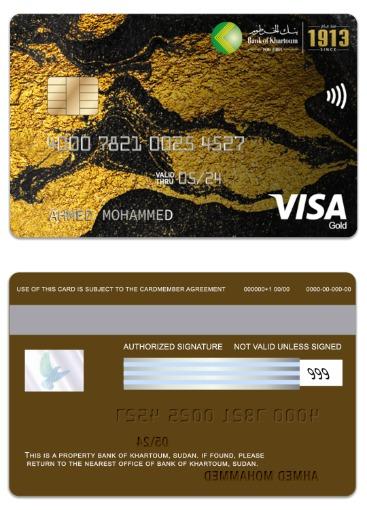 بنك الخرطوم
Bank of Khartoum
منذ عام
1913
SINCE
4000 7821 0025 4527
VALID THRU 05/24
AHMED MOHAMMED
VISA
Gold
USE OF THIS CARD IS SUBJECT TO THE CARDMEMBER AGREEMENT 000000+1 00/00 0000-00-000-00
AUTHORIZED SIGNATURE NOT VALID UNLESS SIGNED
999
4000 7821 0025 4527
05/24
THIS IS A PROPERTY BANK OF KHARTOUM, SUDAN. IF FOUND, PLEASE
RETURN TO THE NEAREST OFFICE OF BANK OF KHARTOUM, SUDAN.
AHMED MOHAMMED